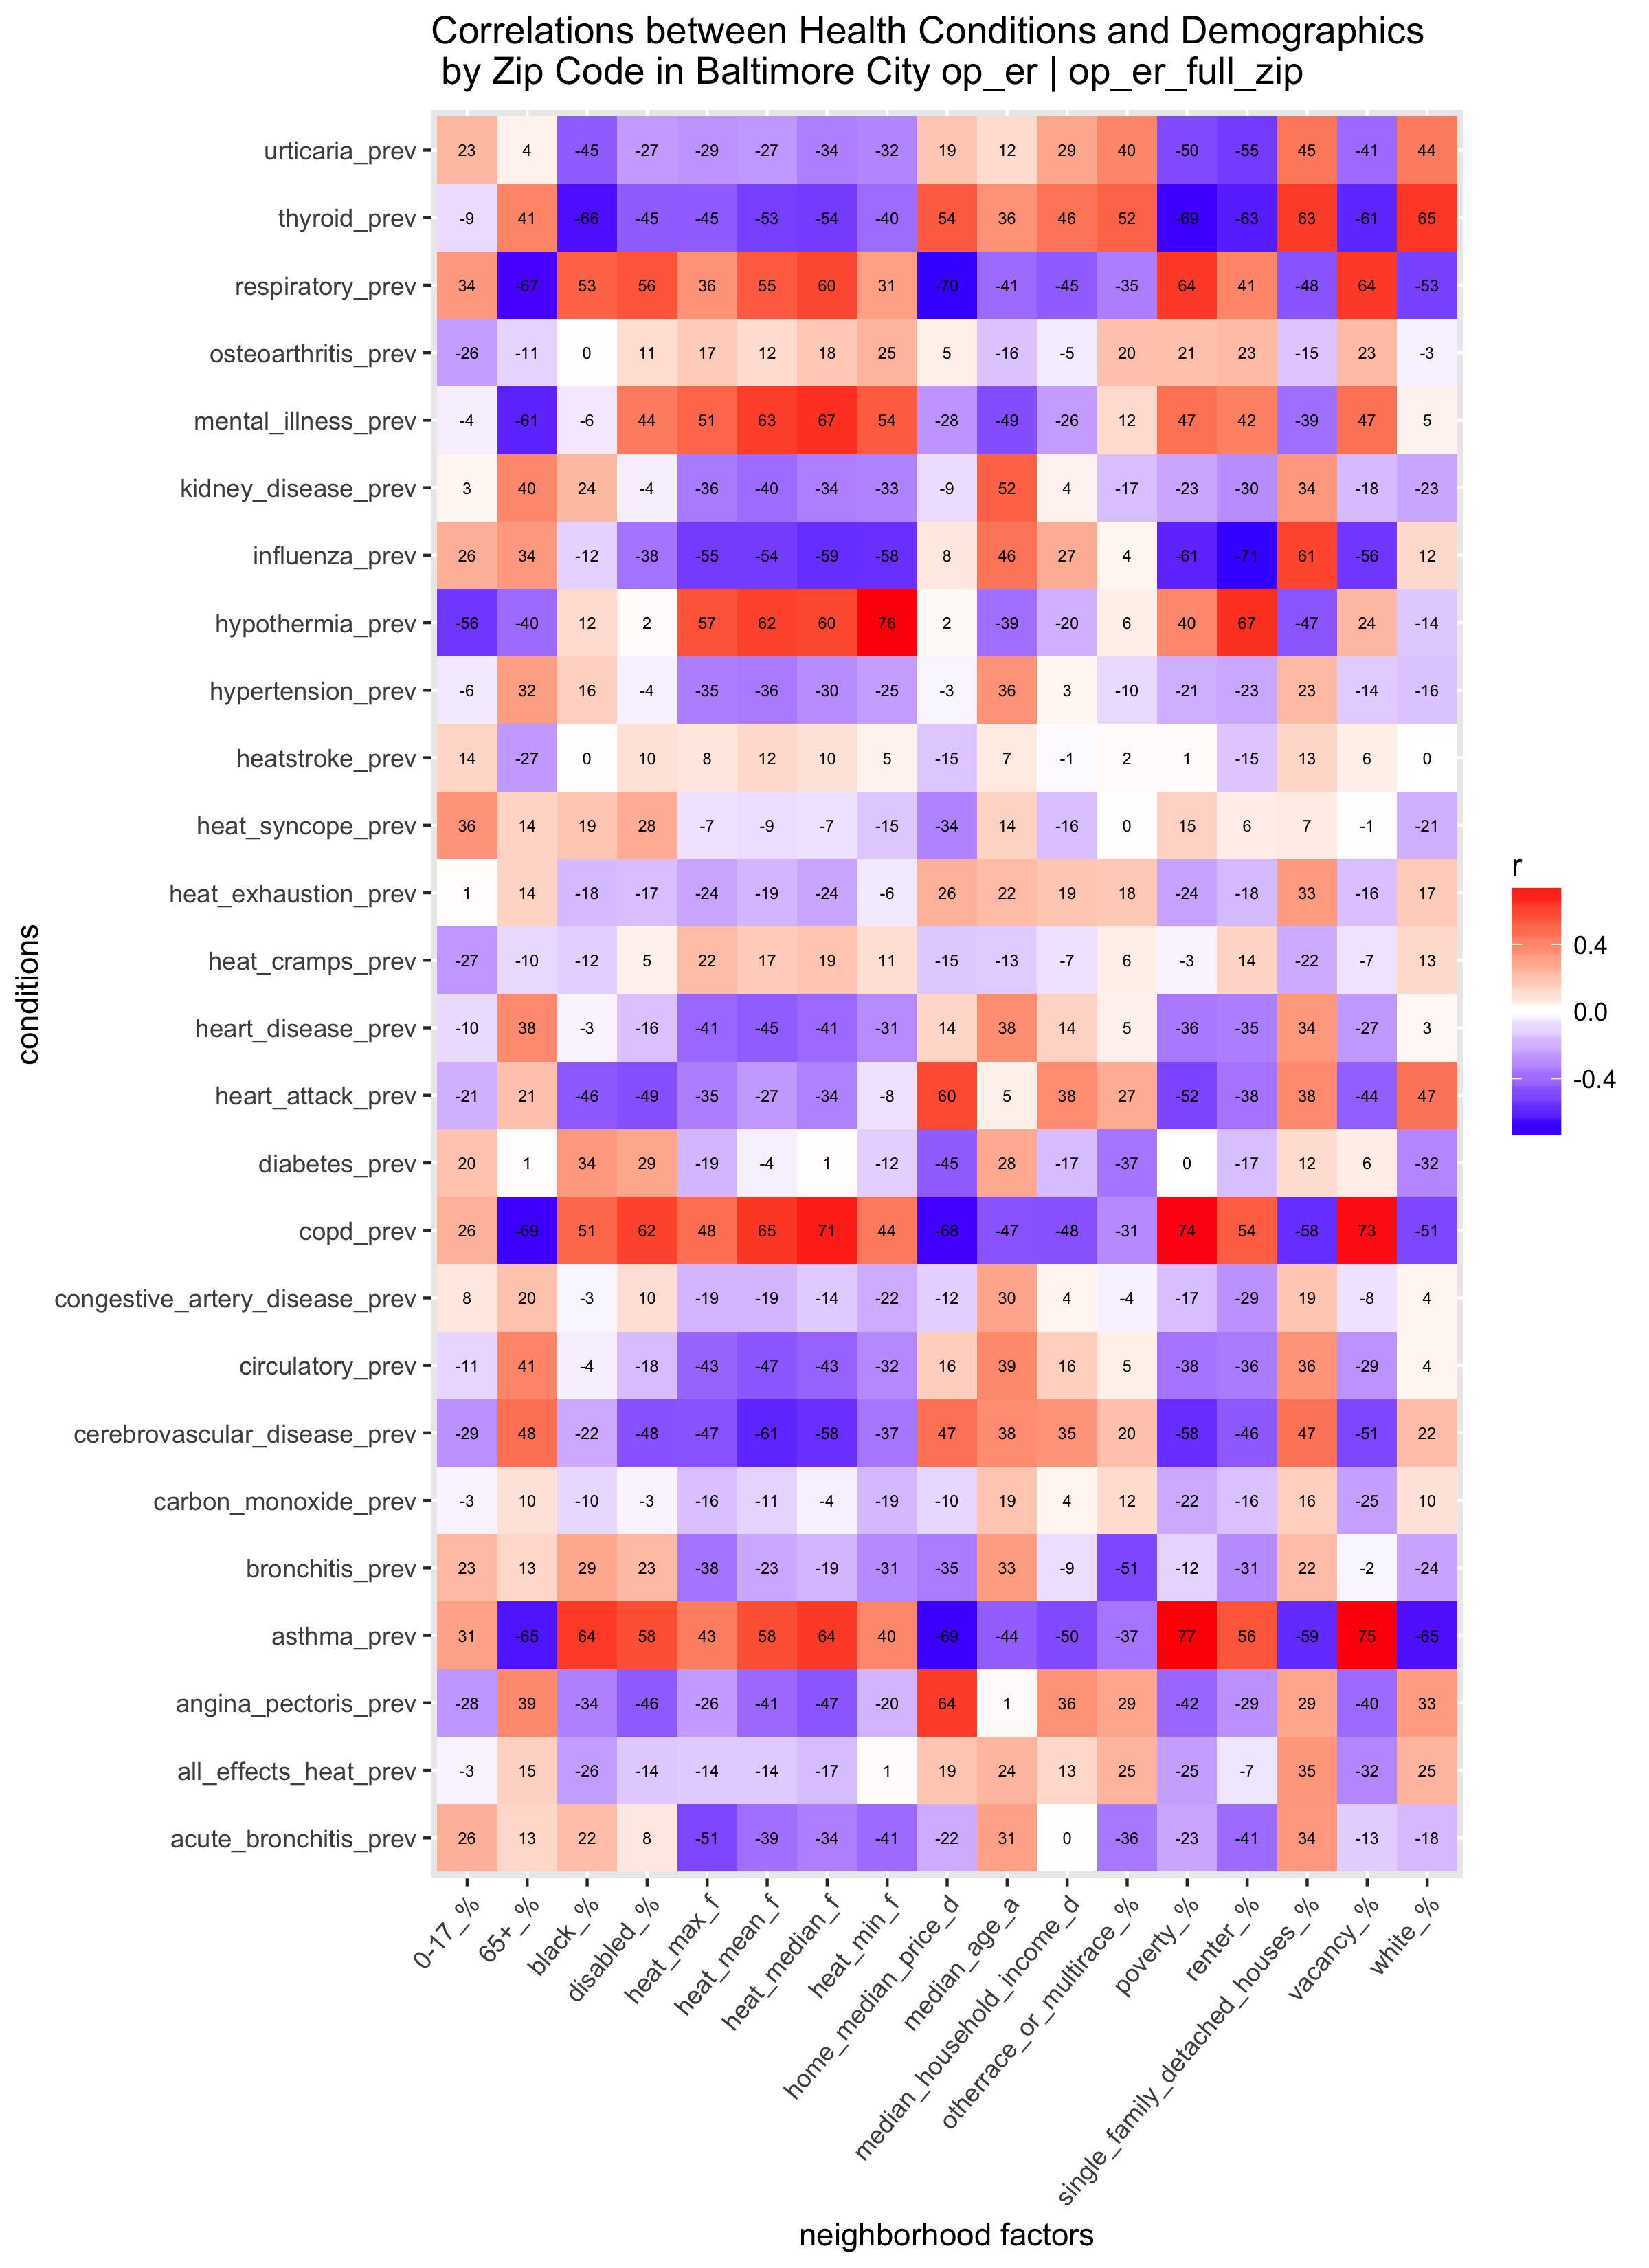 Correlations between Health Conditions and Demographics
by Zip Code in Baltimore City op_er | op_er_full_zip
conditions
urticaria_prev 23 4 -45 -27 -29 -27 -34 -32 19 12 29 40 -50 -55 45 -41 44
thyroid_prev -9 41 -66 -45 -45 -53 -54 -40 54 36 46 52 -69 -63 63 -61 65
respiratory_prev 34 -67 53 56 36 55 60 31 -70 -41 -45 -35 64 41 -48 64 -53
osteoarthritis_prev -26 -11 0 11 17 12 18 25 5 -16 -5 20 21 23 -15 23 -3
mental_illness_prev -4 -61 -6 44 51 63 67 54 -28 -49 -26 12 47 42 -39 47 5
kidney_disease_prev 3 40 24 -4 -36 -40 -34 -33 -9 52 4 -17 -23 -30 34 -18 -23
influenza_prev 26 34 -12 -38 -55 -54 -59 -58 8 46 27 4 -61 -71 61 -56 12
hypothermia_prev -56 -40 12 2 57 62 60 76 2 -39 -20 6 40 67 -47 24 -14
hypertension_prev -6 32 16 -4 -35 -36 -30 -25 -3 36 3 -10 -21 -23 23 -14 -16
heatstroke_prev 14 -27 0 10 8 12 10 5 -15 7 -1 2 1 -15 13 6 0
heat_syncope_prev 36 14 19 28 -7 -9 -7 -15 -34 14 -16 0 15 6 7 -1 -21
heat_exhaustion_prev 1 14 -18 -17 -24 -19 -24 -6 26 22 19 18 -24 -18 33 -16 17
heat_cramps_prev -27 -10 -12 5 22 17 19 11 -15 -13 -7 6 -3 14 -22 -7 13
heart_disease_prev -10 38 -3 -16 -41 -45 -41 -31 14 38 14 5 -36 -35 34 -27 3
heart_attack_prev -21 21 -46 -49 -35 -27 -34 -8 60 5 38 27 -52 -38 38 -44 47
diabetes_prev 20 1 34 29 -19 -4 1 -12 -45 28 -17 -37 0 -17 12 6 -32
copd_prev 26 -69 51 62 48 65 71 44 -68 -47 -48 -31 74 54 -58 73 -51
congestive_artery_disease_prev 8 20 -3 10 -19 -19 -14 -22 -12 30 4 -4 -17 -29 19 -8 4
circulatory_prev -11 41 -4 -18 -43 -47 -43 -32 16 39 16 5 -38 -36 36 -29 4
cerebrovascular_disease_prev -29 48 -22 -48 -47 -61 -58 -37 47 38 35 20 -58 -46 47 -51 22
carbon_monoxide_prev -3 10 -10 -3 -16 -11 -4 -19 -10 19 4 12 -22 -16 16 -25 10
bronchitis_prev 23 13 29 23 -38 -23 -19 -31 -35 33 -9 -51 -12 -31 22 -2 -24
asthma_prev 31 -65 64 58 43 58 64 40 -69 -44 -50 -37 77 56 -59 75 -65
angina_pectoris_prev -28 39 -34 -46 -26 -41 -47 -20 64 1 36 29 -42 -29 29 -40 33
all_effects_heat_prev -3 15 -26 -14 -14 -14 -17 1 19 24 13 25 -25 -7 35 -32 25
acute_bronchitis_prev 26 13 22 8 -51 -39 -34 -41 -22 31 0 -36 -23 -41 34 -13 -18
0-17_%
65+_%
black_%
disabled_%
heat_max_f
heat_mean_f
heat_median_f
heat_min_f
home_median_price_d
median_age_a
median_household_income_d
otherrace_or_multirace_%
poverty_%
renter_%
single_family_detached_houses_%
vacancy_%
white_%
neighborhood factors
r
0.4
0.0
-0.4